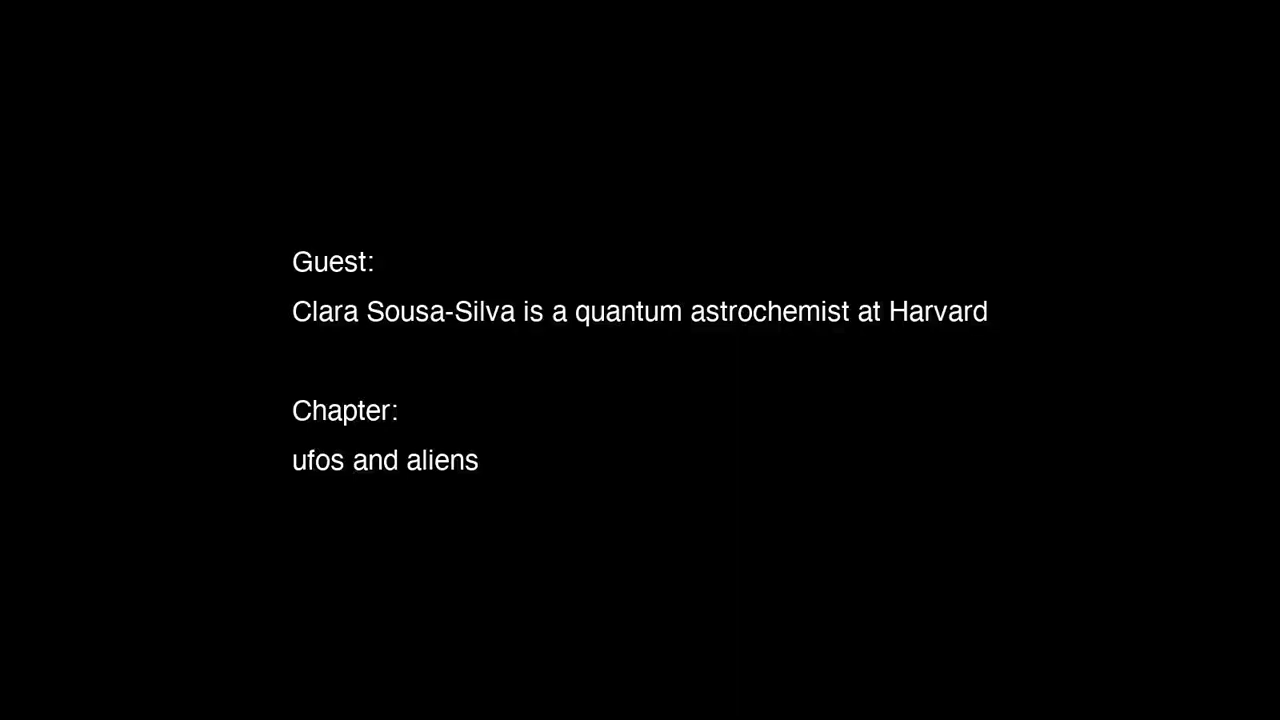 Guest:
Clara Sousa-Silva is a quantum astrochemist at Harvard
Chapter:
ufos and aliens